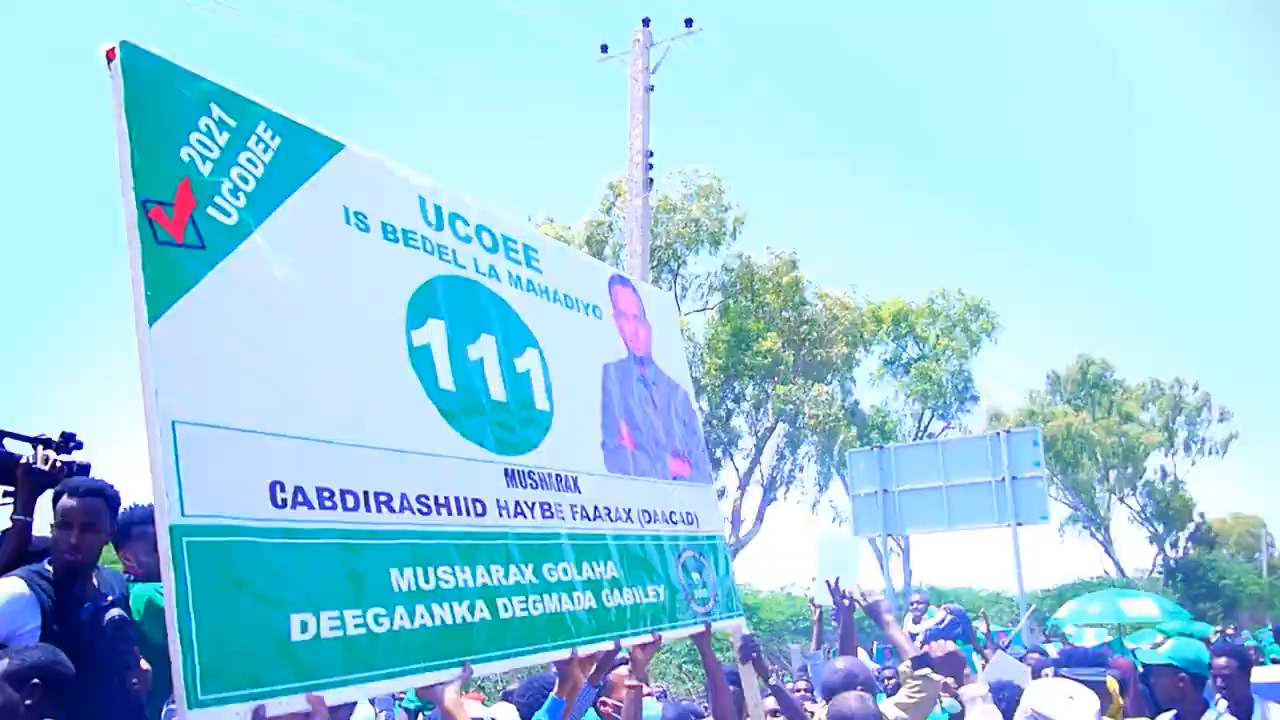 2021
UCODEE
UCOEE
IS BEDEL LA MAHADIYO
111
MUSHARAX
CABDIRASHIID HAYBE FAARAX (DAACAD)
MUSHARAX GOLAHA
DEEGAANKA DEGMADA GABILEY